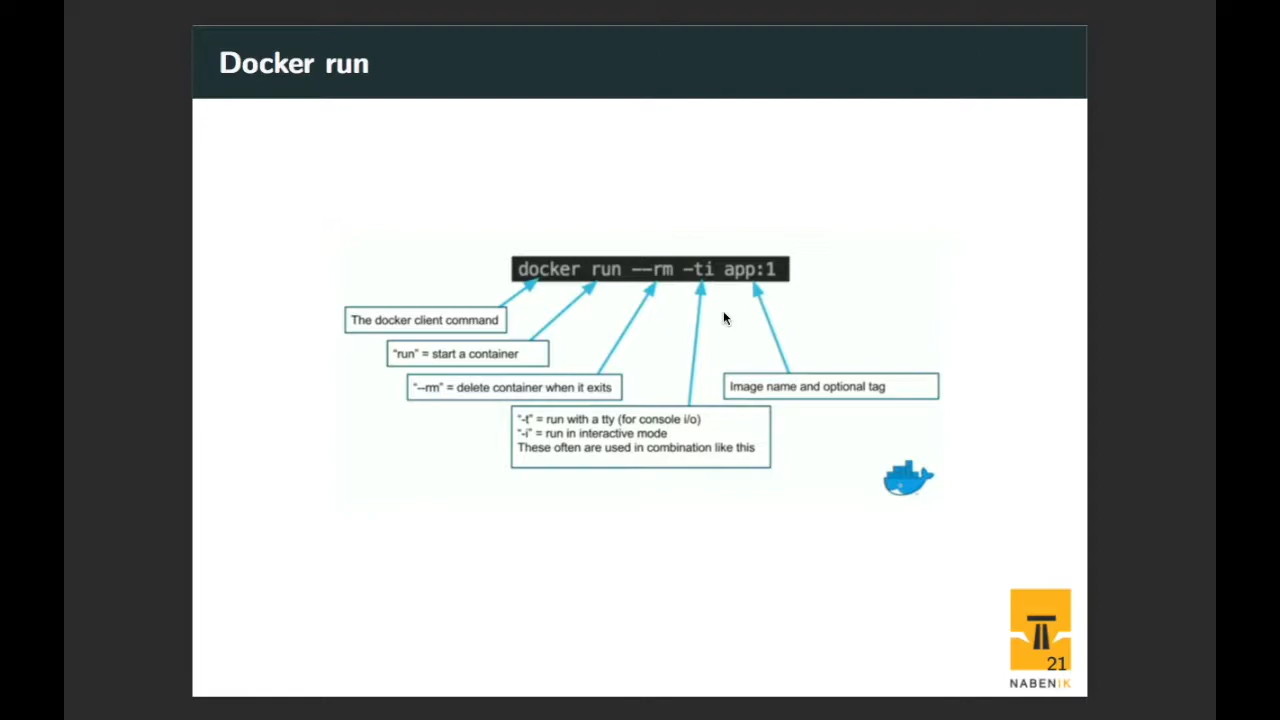 Docker run
docker run --rm -ti app:1
The docker client command
“run” = start a container
“--rm” = delete container when it exits
Image name and optional tag
“-t” = run with a tty (for console i/o)
“-i” = run in interactive mode
These often are used in combination like this
21
NABENIK